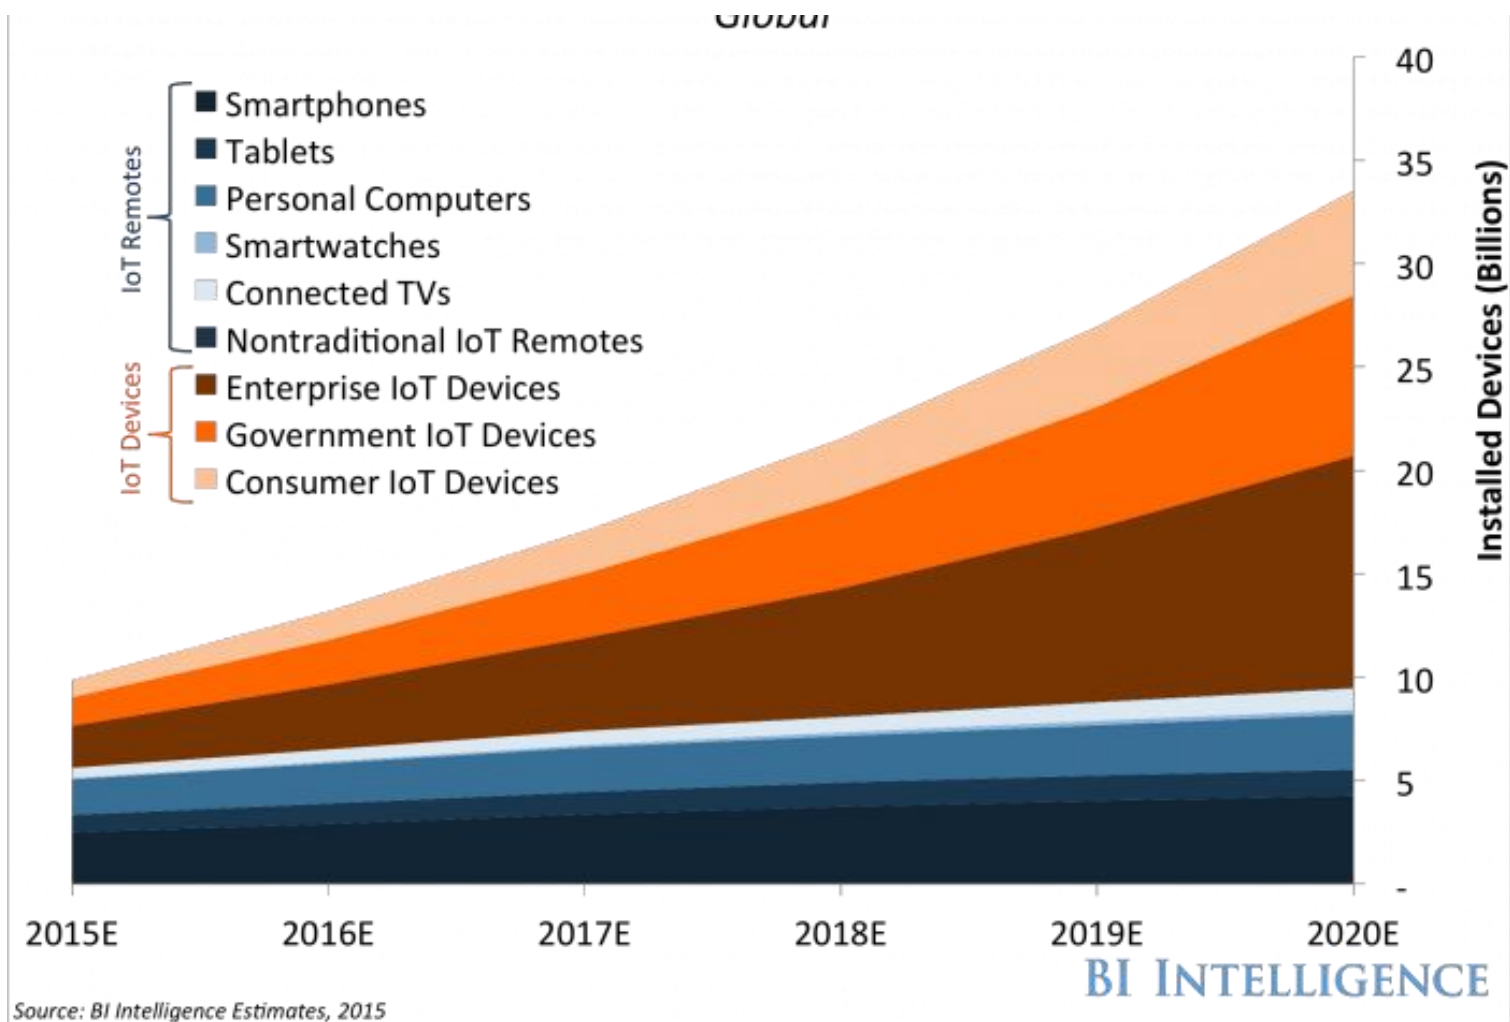 Global
IoT Remotes
Smartphones
Tablets
Personal Computers
Smartwatches
Connected TVs
Nontraditional IoT Remotes
IoT Devices
Enterprise IoT Devices
Government IoT Devices
Consumer IoT Devices
40
35
30
25
20
15
10
5
-
Installed Devices (Billions)
2015E
2016E
2017E
2018E
2019E
2020E
BI INTELLIGENCE
Source: BI Intelligence Estimates, 2015